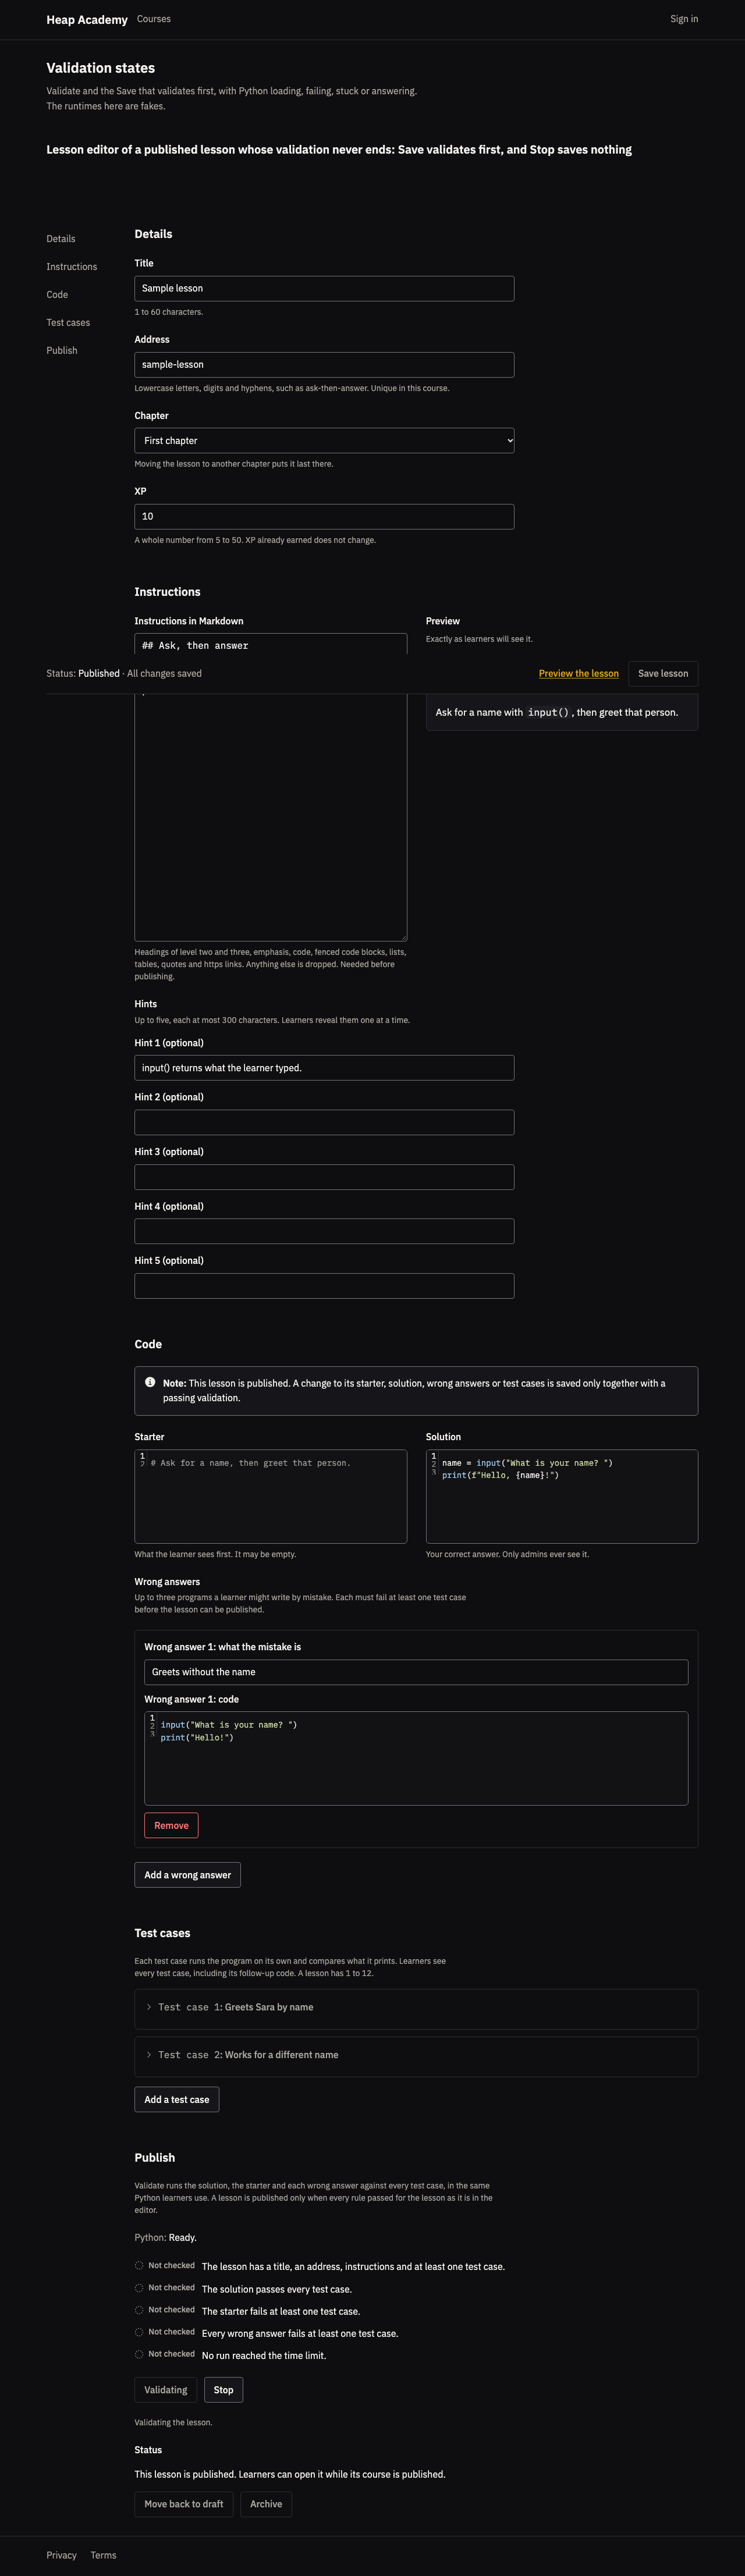 Heap Academy Courses Sign in
Validation states
Validate and the Save that validates first, with Python loading, failing, stuck or answering.
The runtimes here are fakes.
Lesson editor of a published lesson whose validation never ends: Save validates first, and Stop saves nothing
Details
Instructions
Code
Test cases
Publish
Details
Title
Sample lesson
1 to 60 characters.
Address
sample-lesson
Lowercase letters, digits and hyphens, such as ask-then-answer. Unique in this course.
Chapter
First chapter
Moving the lesson to another chapter puts it last there.
XP
10
A whole number from 5 to 50. XP already earned does not change.
Instructions
Instructions in Markdown
## Ask, then answer
Preview
Exactly as learners will see it.
Status: Published · All changes saved
Preview the lesson
Save lesson
Ask for a name with input(), then greet that person.
Headings of level two and three, emphasis, code, fenced code blocks, lists,
tables, quotes and https links. Anything else is dropped. Needed before
publishing.
Hints
Up to five, each at most 300 characters. Learners reveal them one at a time.
Hint 1 (optional)
input() returns what the learner typed.
Hint 2 (optional)
Hint 3 (optional)
Hint 4 (optional)
Hint 5 (optional)
Code
Note: This lesson is published. A change to its starter, solution, wrong answers or test cases is saved only together with a
passing validation.
Starter
1
2 # Ask for a name, then greet that person.
What the learner sees first. It may be empty.
Solution
1
2 name = input("What is your name? ")
3 print(f"Hello, {name}!")
Your correct answer. Only admins ever see it.
Wrong answers
Up to three programs a learner might write by mistake. Each must fail at least one test case
before the lesson can be published.
Wrong answer 1: what the mistake is
Greets without the name
Wrong answer 1: code
1
2 input("What is your name? ")
3 print("Hello!")
Remove
Add a wrong answer
Test cases
Each test case runs the program on its own and compares what it prints. Learners see
every test case, including its follow-up code. A lesson has 1 to 12.
Test case 1: Greets Sara by name
Test case 2: Works for a different name
Add a test case
Publish
Validate runs the solution, the starter and each wrong answer against every test case, in the same
Python learners use. A lesson is published only when every rule passed for the lesson as it is in the
editor.
Python: Ready.
Not checked The lesson has a title, an address, instructions and at least one test case.
Not checked The solution passes every test case.
Not checked The starter fails at least one test case.
Not checked Every wrong answer fails at least one test case.
Not checked No run reached the time limit.
Validating Stop
Validating the lesson.
Status
This lesson is published. Learners can open it while its course is published.
Move back to draft Archive
Privacy Terms